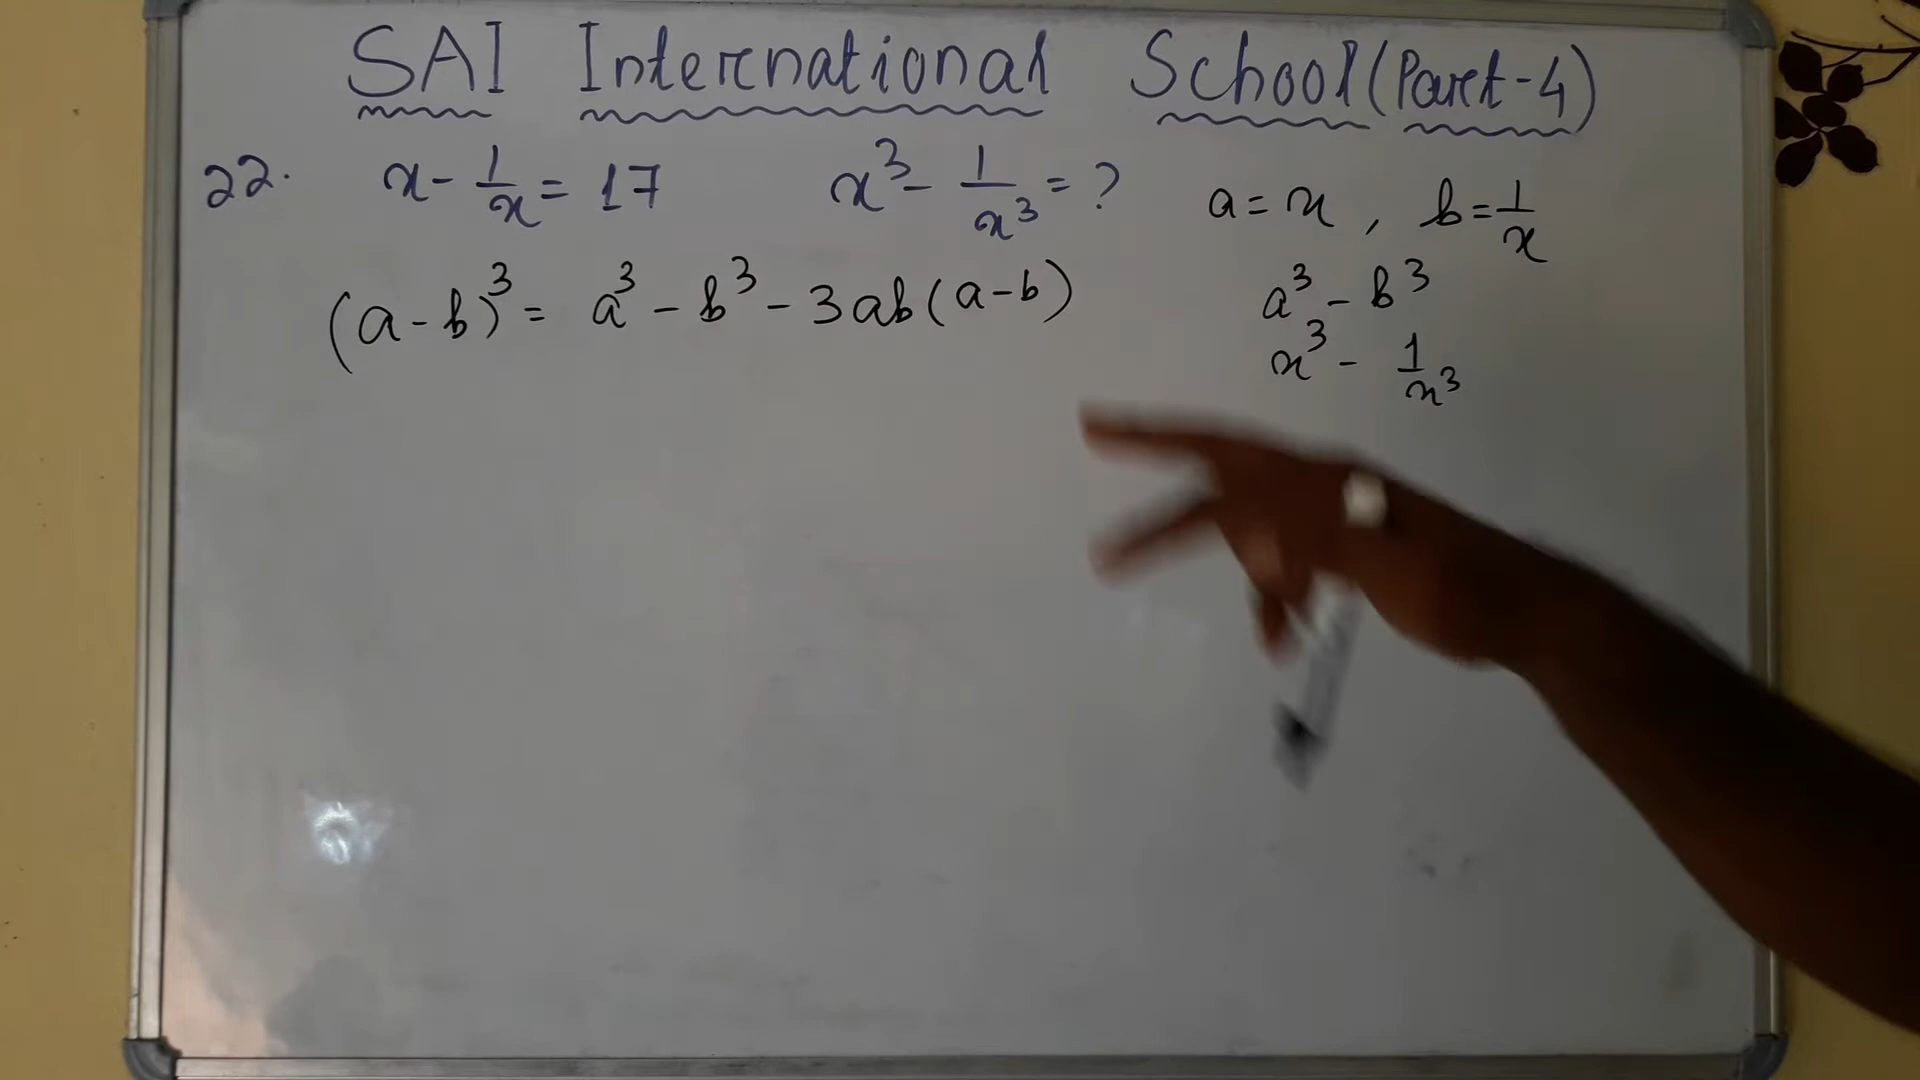 SAI International School (Part-4)
22. x - 1/x = 17 x³ - 1/x³ = ?
a = x , b = 1/x
(a-b)³ = a³ - b³ - 3ab(a-b)
a³ - b³
x³ - 1/x³